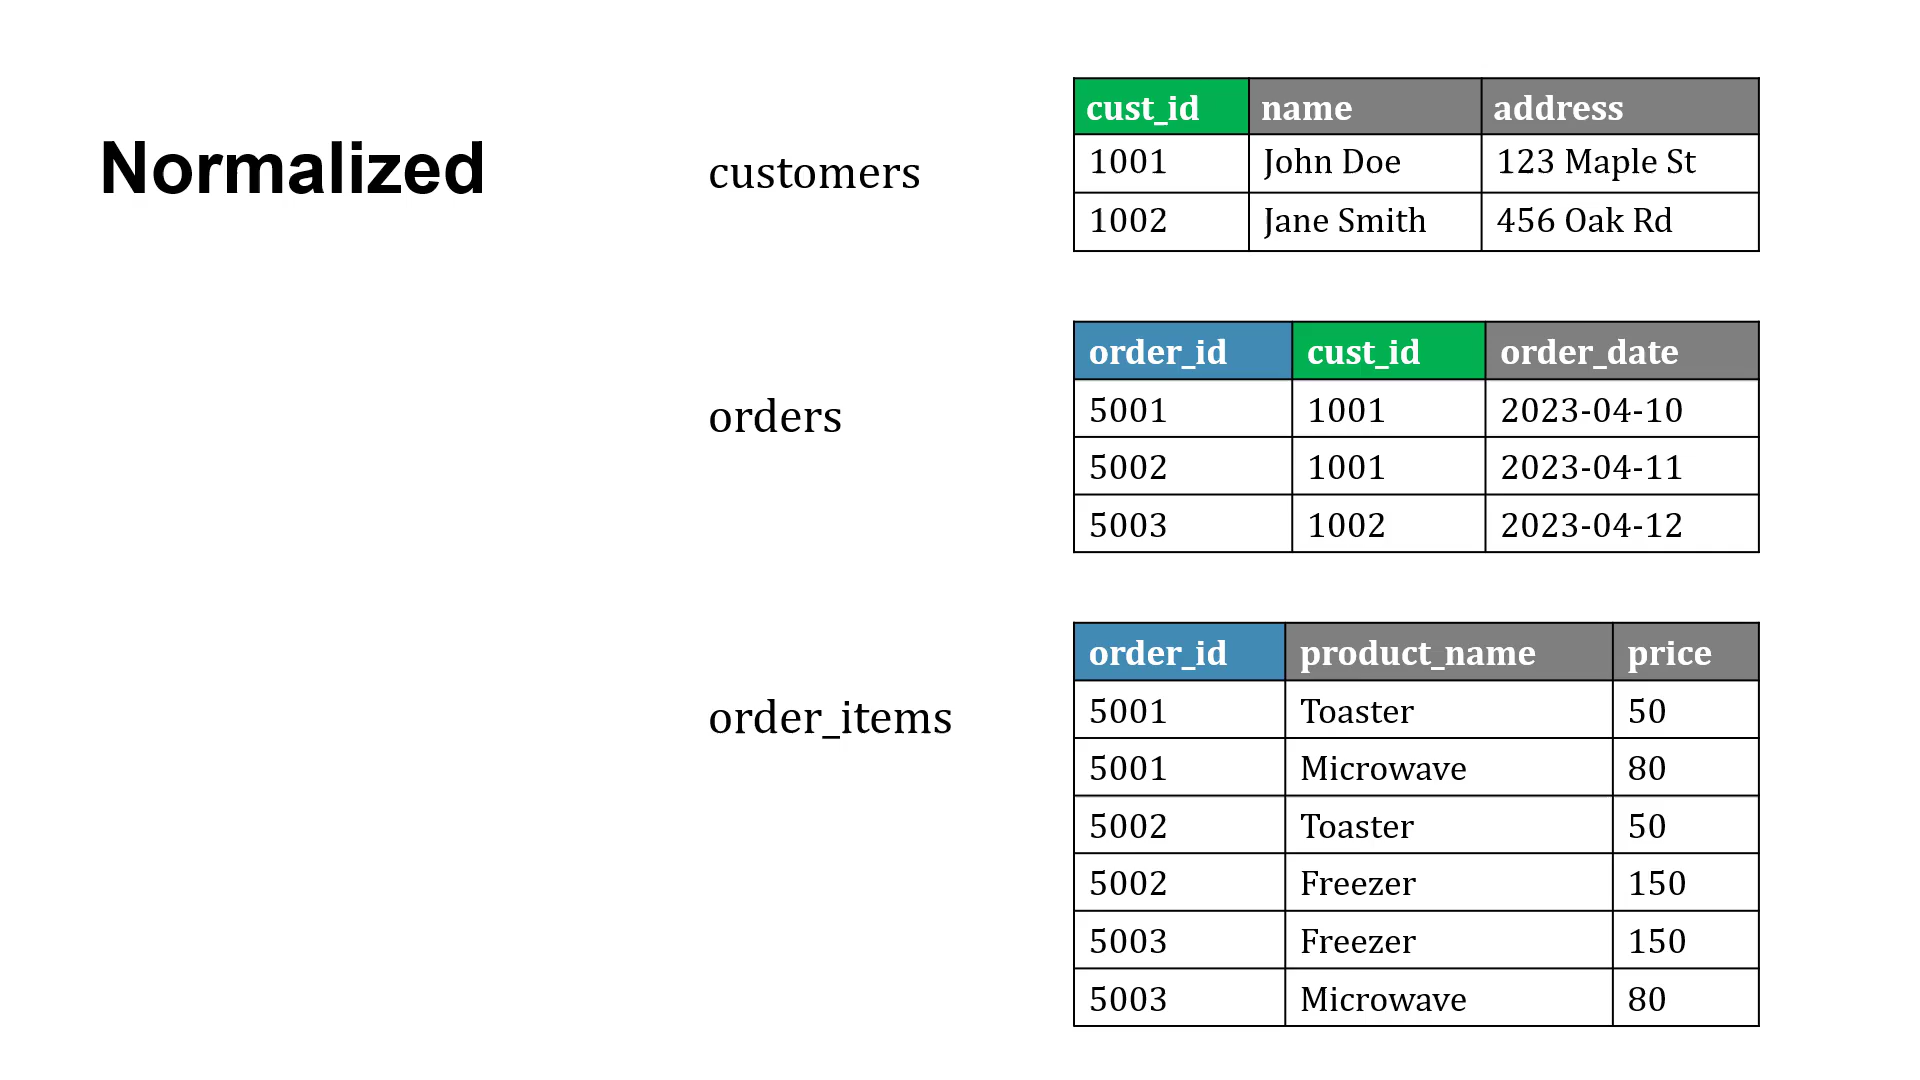 Normalized
customers
cust_id name address
1001 John Doe 123 Maple St
1002 Jane Smith 456 Oak Rd
orders
order_id cust_id order_date
5001 1001 2023-04-10
5002 1001 2023-04-11
5003 1002 2023-04-12
order_items
order_id product_name price
5001 Toaster 50
5001 Microwave 80
5002 Toaster 50
5002 Freezer 150
5003 Freezer 150
5003 Microwave 80